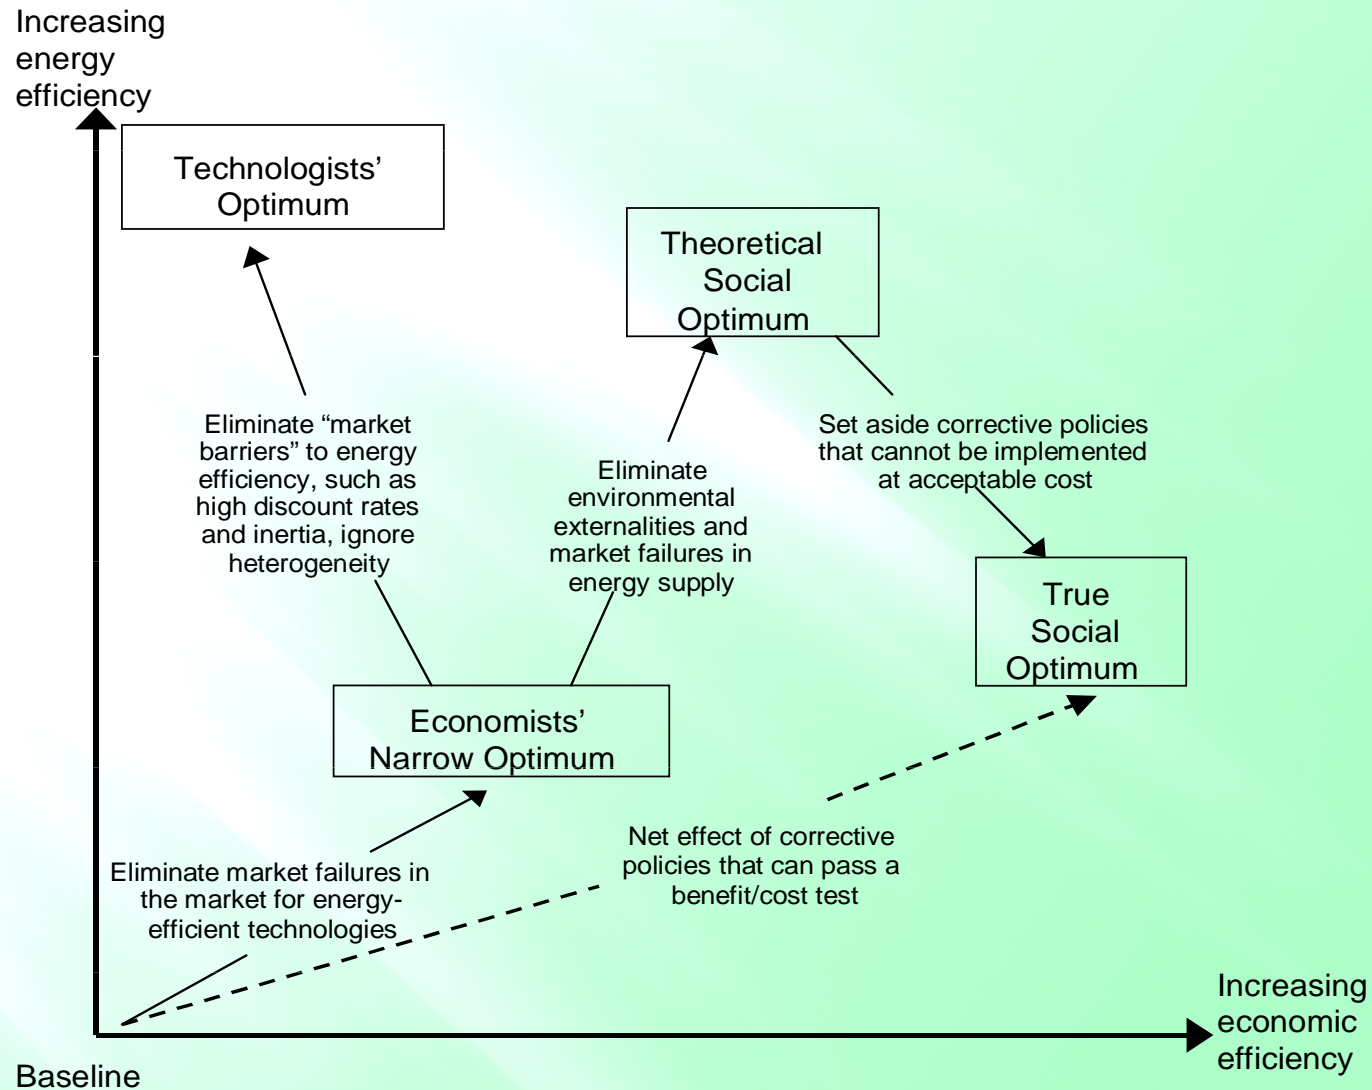 Increasing
energy
efficiency
Technologists’
Optimum
Theoretical
Social
Optimum
Eliminate “market
barriers” to energy
efficiency, such as
high discount rates
and inertia, ignore
heterogeneity
Eliminate
environmental
externalities and
market failures in
energy supply
Set aside corrective policies
that cannot be implemented
at acceptable cost
True
Social
Optimum
Economists’
Narrow Optimum
Eliminate market failures in
the market for energy-
efficient technologies
Net effect of corrective
policies that can pass a
benefit/cost test
Increasing
economic
efficiency
Baseline